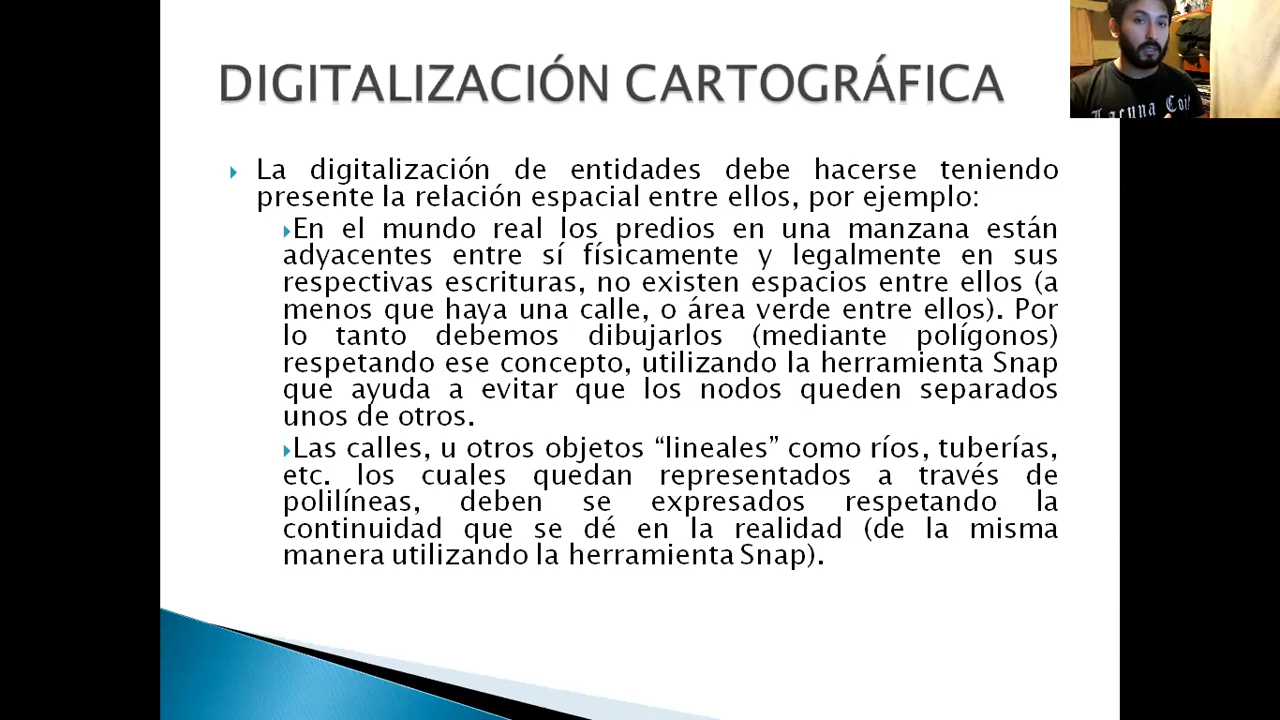 DIGITALIZACIÓN CARTOGRÁFICA
Lacuna Coil
La digitalización de entidades debe hacerse teniendo
presente la relación espacial entre ellos, por ejemplo:
En el mundo real los predios en una manzana están
adyacentes entre sí físicamente y legalmente en sus
respectivas escrituras, no existen espacios entre ellos (a
menos que haya una calle, o área verde entre ellos). Por
lo tanto debemos dibujarlos (mediante polígonos)
respetando ese concepto, utilizando la herramienta Snap
que ayuda a evitar que los nodos queden separados
unos de otros.
Las calles, u otros objetos “lineales” como ríos, tuberías,
etc. los cuales quedan representados a través de
polilíneas, deben se expresados respetando la
continuidad que se dé en la realidad (de la misma
manera utilizando la herramienta Snap).